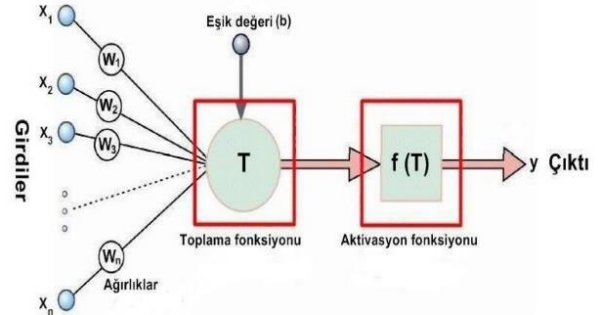 X1
Eşik değeri (b)
W1
X2
W2
X3
W3
Girdiler
T
f (T)
y Çıktı
Toplama fonksiyonu
Aktivasyon fonksiyonu
Wn
Ağırlıklar
Xn